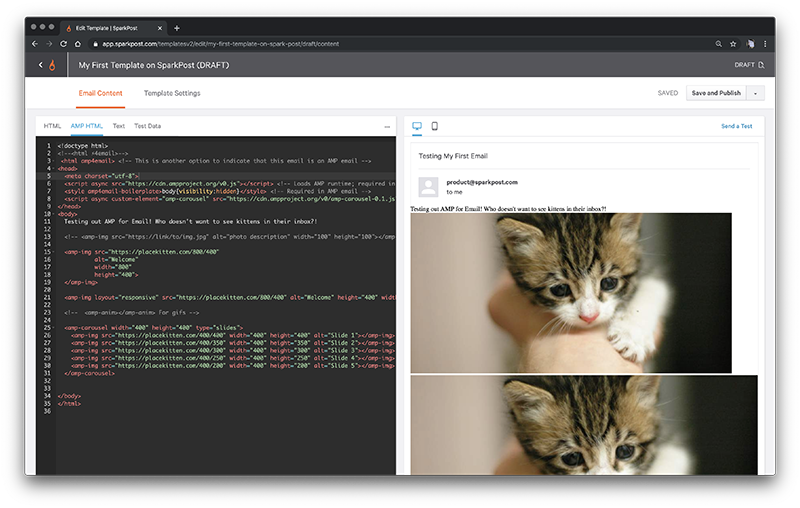 Edit Template | SparkPost
app.sparkpost.com/templatesv2/edit/my-first-template-on-spark-post/draft/content
My First Template on SparkPost (DRAFT)
DRAFT
Email Content
Template Settings
SAVED
Save and Publish
HTML
AMP HTML
Text
Test Data
1 <!doctype html>
2 <!--<html ⚡4email>-->
3 <html amp4email> <!-- This is another option to indicate that this email is an AMP email -->
4 <head>
5 <meta charset="utf-8">
6 <script async src="https://cdn.ampproject.org/v0.js"></script> <!-- Loads AMP runtime; required in
7 <style amp4email-boilerplate>body{visibility:hidden}</style> <!-- Required in AMP email -->
8 <script async custom-element="amp-carousel" src="https://cdn.ampproject.org/v0/amp-carousel-0.1.js
9 </head>
10 <body>
11 Testing out AMP for Email! Who doesn't want to see kittens in their inbox?!
12
13 <!-- <amp-img src="https://link/to/img.jpg" alt="photo description" width="100" height="100"></amp
14
15 <amp-img src="https://placekitten.com/800/400"
16 alt="Welcome"
17 width="800"
18 height="400">
19 </amp-img>
20
21 <amp-img layout="responsive" src="https://placekitten.com/800/400" alt="Welcome" height="400" wid
22
23 <!-- <amp-anim></amp-anim> for gifs -->
24
25 <amp-carousel width="400" height="400" type="slides">
26 <amp-img src="https://placekitten.com/400/400" width="400" height="400" alt="Slide 1"></amp-img>
27 <amp-img src="https://placekitten.com/400/350" width="400" height="350" alt="Slide 2"></amp-img>
28 <amp-img src="https://placekitten.com/400/300" width="400" height="300" alt="Slide 3"></amp-img>
29 <amp-img src="https://placekitten.com/400/250" width="400" height="250" alt="Slide 4"></amp-img>
30 <amp-img src="https://placekitten.com/400/200" width="400" height="200" alt="Slide 5"></amp-img>
31 </amp-carousel>
32
33
34 </body>
35 </html>
36
Send a Test
Testing My First Email
product@sparkpost.com
to me
Testing out AMP for Email! Who doesn't want to see kittens in their inbox?!